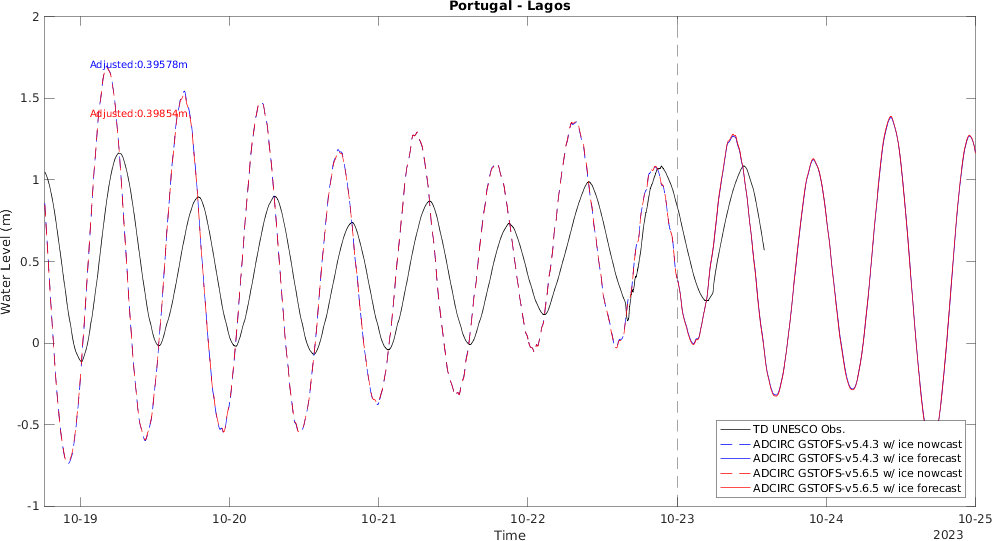 Portugal - Lagos
2
1.5
1
0.5
0
-0.5
-1
Water Level (m)
Adjusted:0.39578m
Adjusted:0.39854m
TD UNESCO Obs.
ADCIRC GSTOFS-v5.4.3 w/ ice nowcast
ADCIRC GSTOFS-v5.4.3 w/ ice forecast
ADCIRC GSTOFS-v5.6.5 w/ ice nowcast
ADCIRC GSTOFS-v5.6.5 w/ ice forecast
10-19 10-20 10-21 10-22 10-23 10-24 10-25
Time
2023